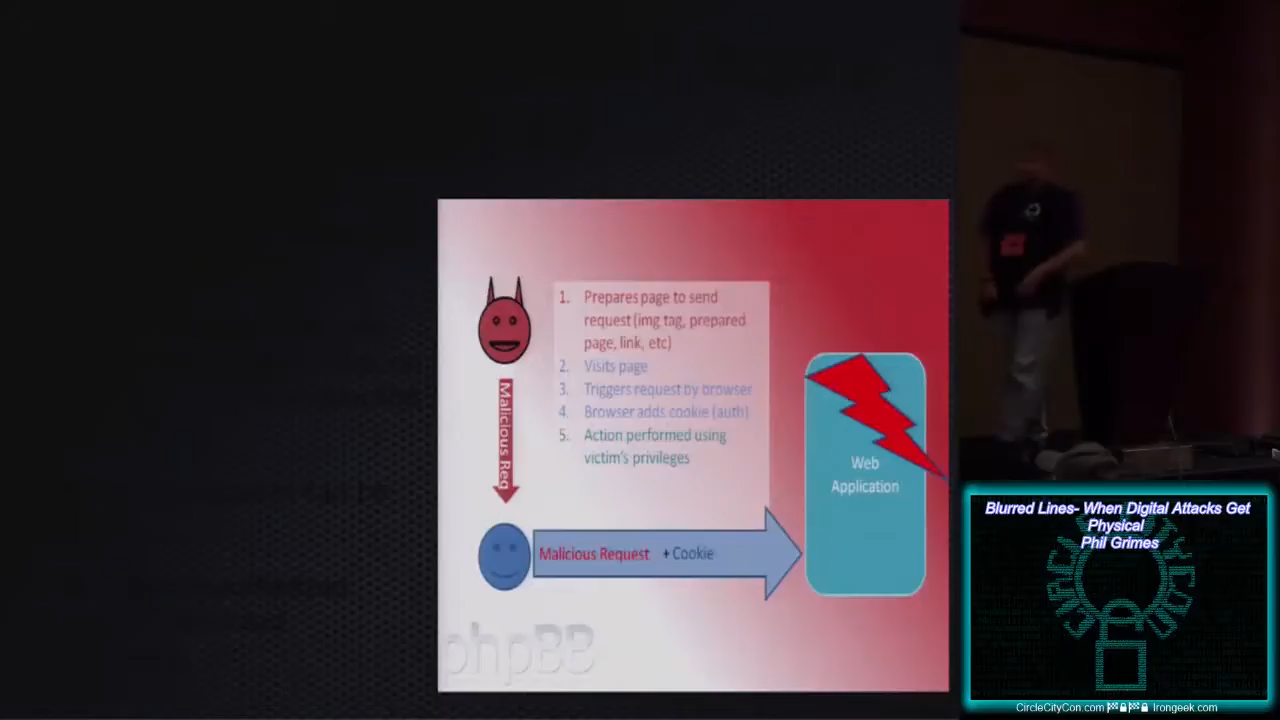 1. Prepares page to send
request (img tag, prepared
page, link, etc)
2. Visits page
3. Triggers request by browser
4. Browser adds cookie (auth)
5. Action performed using
victim's privileges
Malicious Req
Web
Application
Malicious Request + Cookie
phpBB
Blurred Lines- When Digital Attacks Get
Physical
Phil Grimes
CircleCityCon.com Irongeek.com